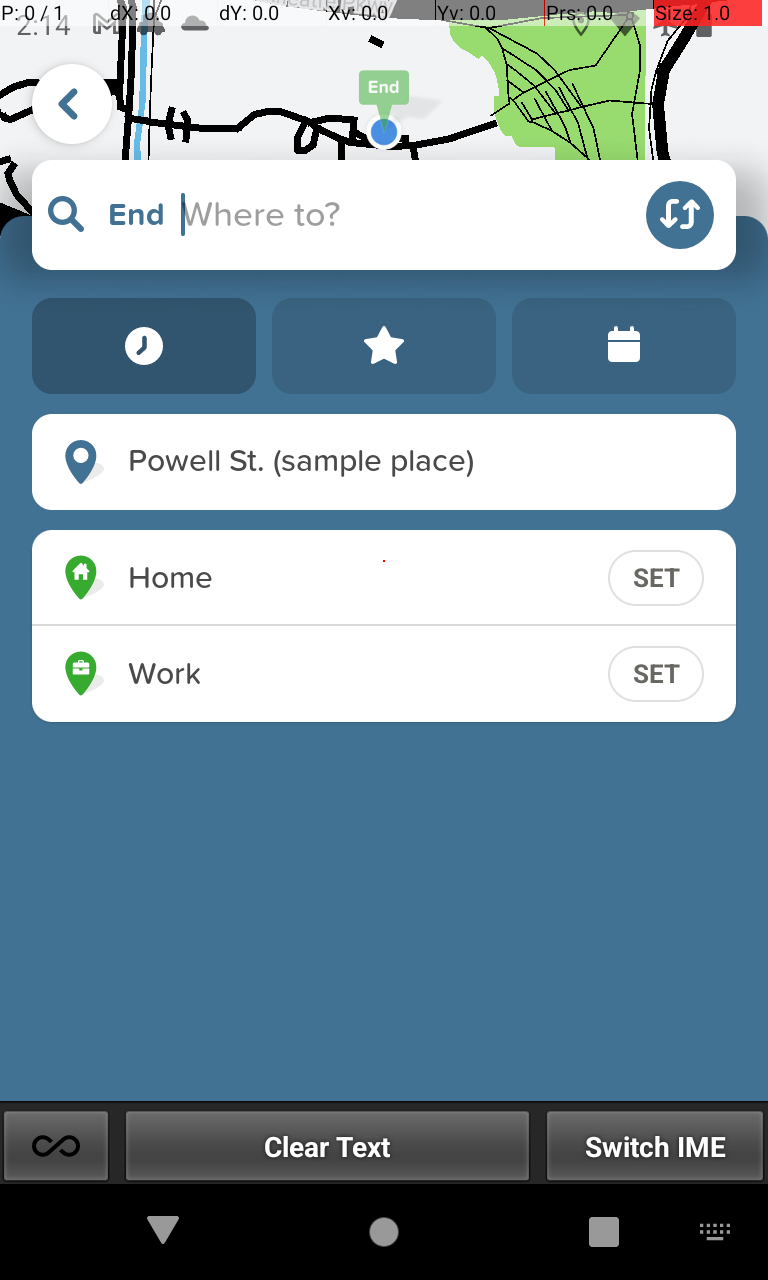 P: 0 / 1 dX: 0.0 dY: 0.0 Xv: 0.0 Yv: 0.0 Prs: 0.0 Size: 1.0
2:14
End
End Where to?
Powell St. (sample place)
Home SET
Work SET
Clear Text Switch IME